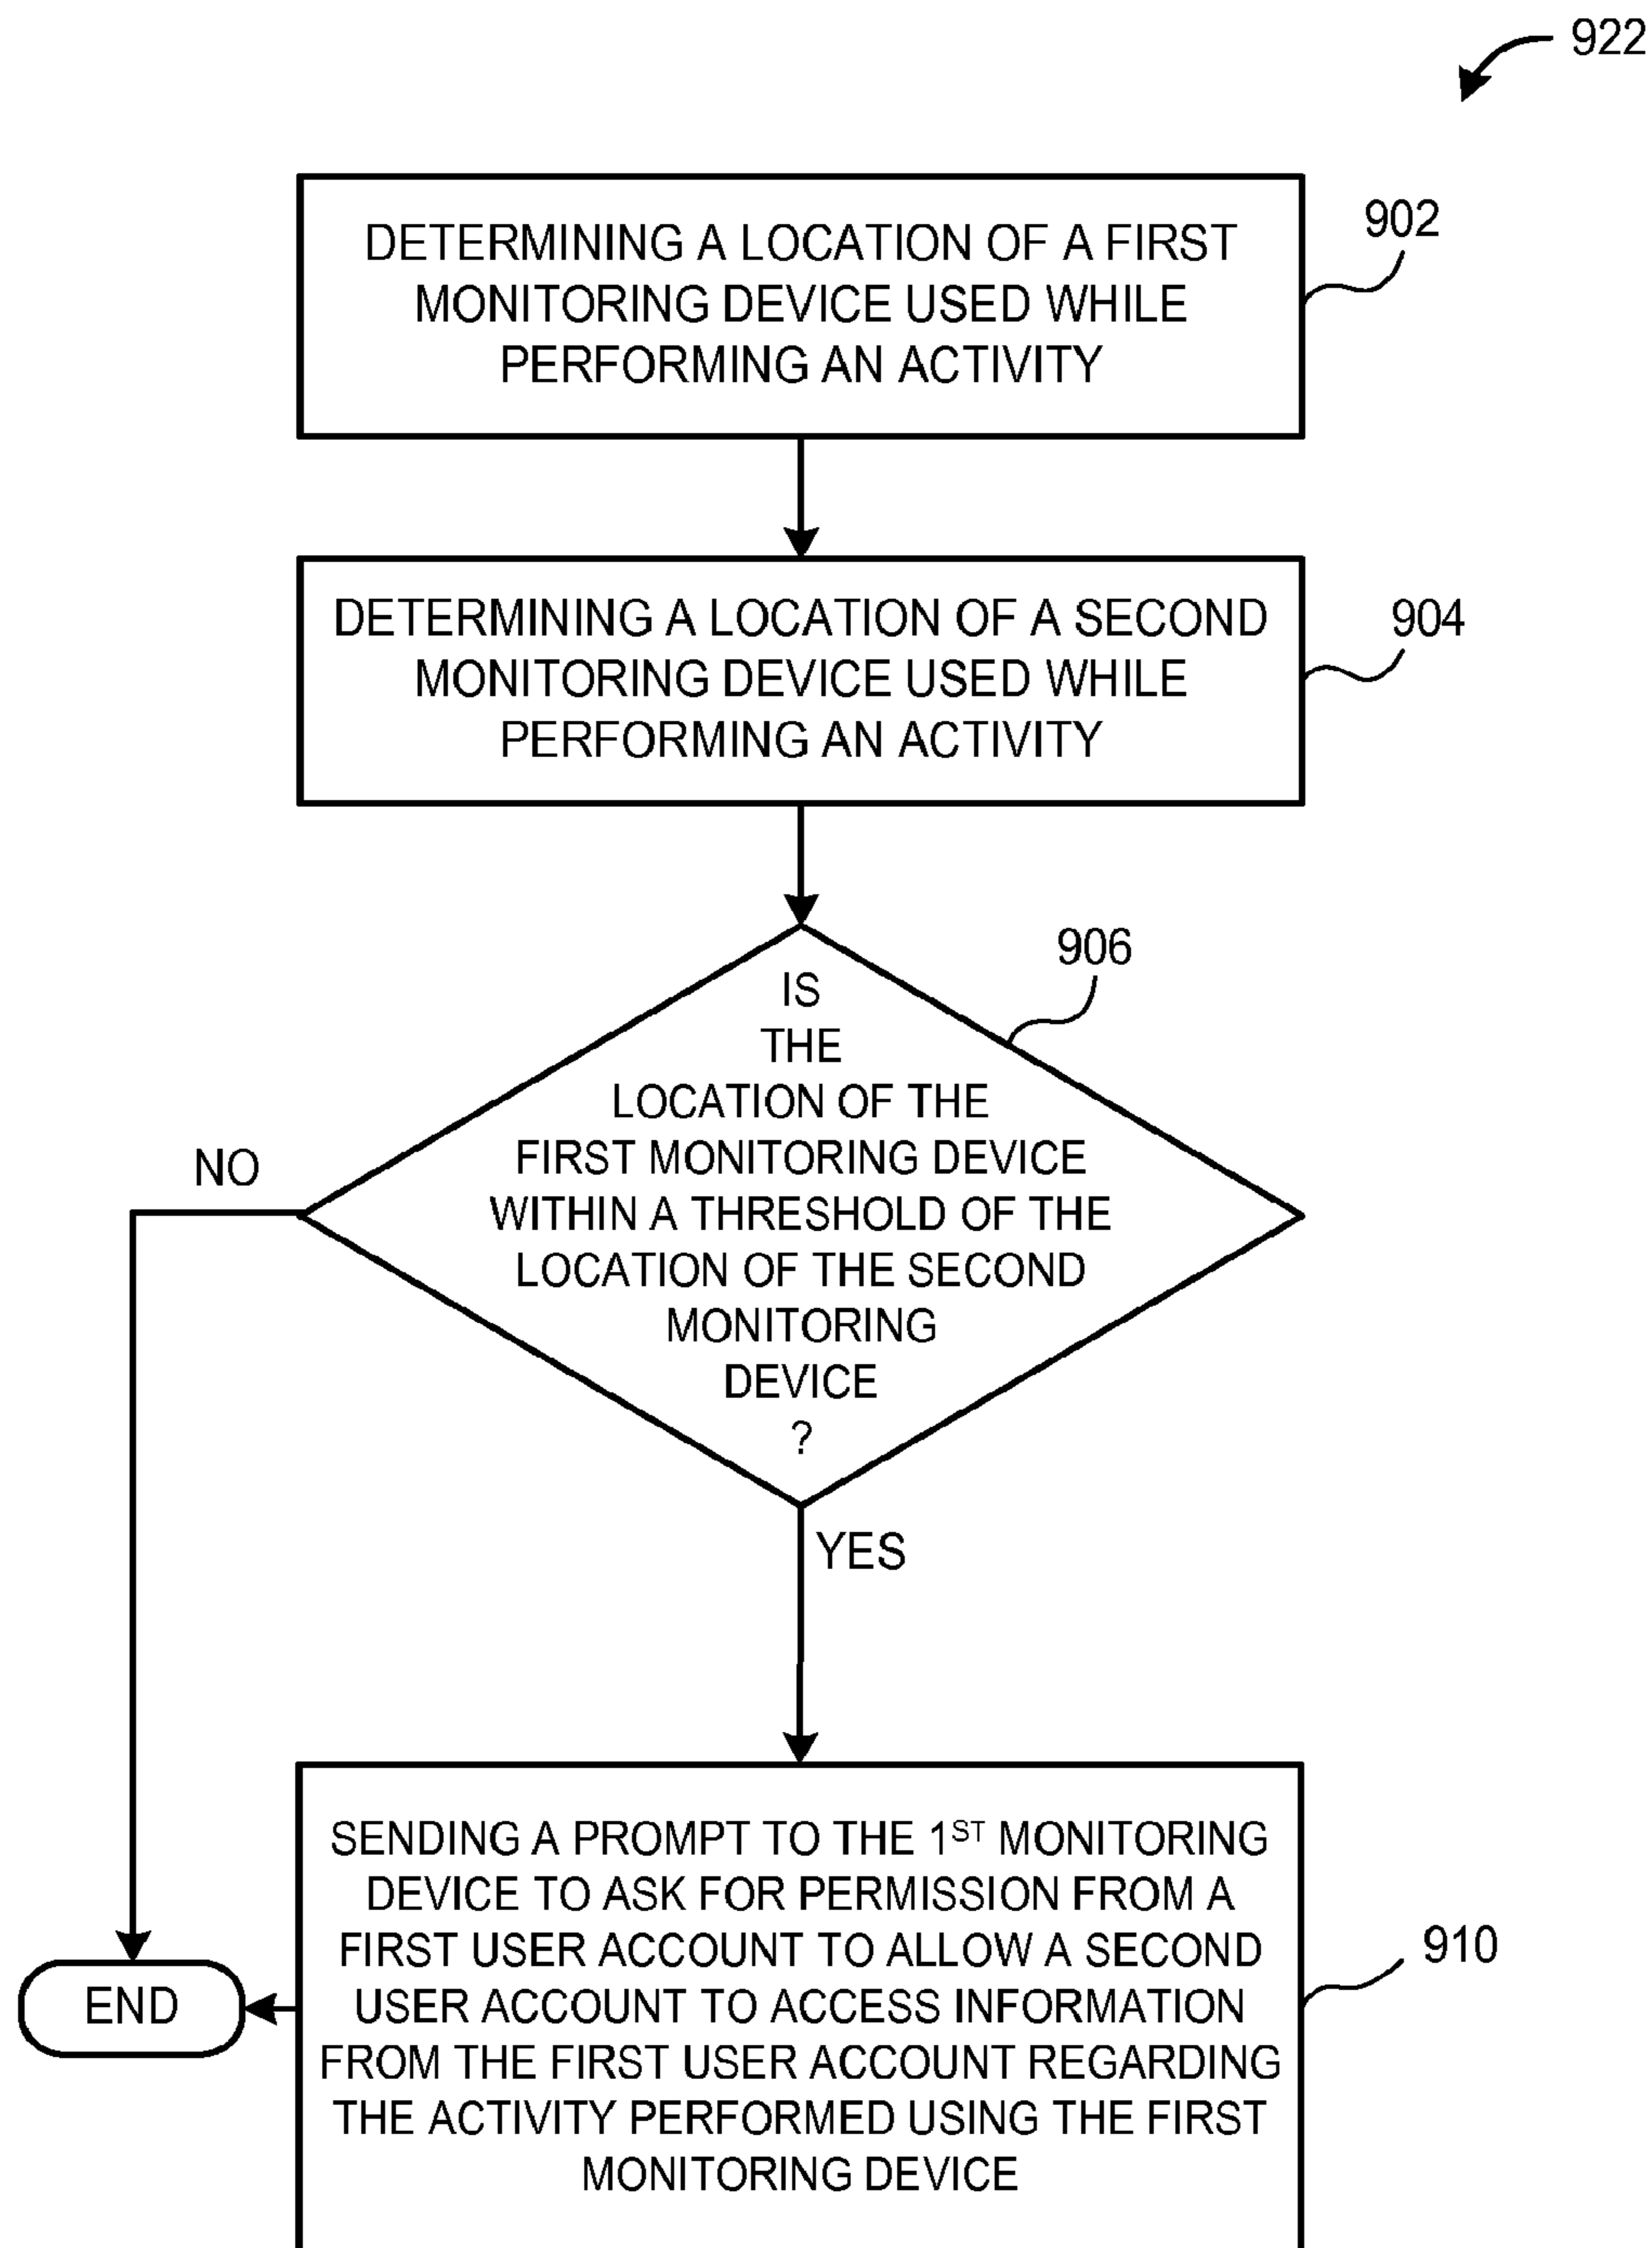 922
DETERMINING A LOCATION OF A FIRST
MONITORING DEVICE USED WHILE
PERFORMING AN ACTIVITY
902
DETERMINING A LOCATION OF A SECOND
MONITORING DEVICE USED WHILE
PERFORMING AN ACTIVITY
904
906
IS
THE
LOCATION OF THE
FIRST MONITORING DEVICE
WITHIN A THRESHOLD OF THE
LOCATION OF THE SECOND
MONITORING
DEVICE
?
NO
YES
SENDING A PROMPT TO THE 1ST MONITORING
DEVICE TO ASK FOR PERMISSION FROM A
FIRST USER ACCOUNT TO ALLOW A SECOND
USER ACCOUNT TO ACCESS INFORMATION
FROM THE FIRST USER ACCOUNT REGARDING
THE ACTIVITY PERFORMED USING THE FIRST
MONITORING DEVICE
910
END